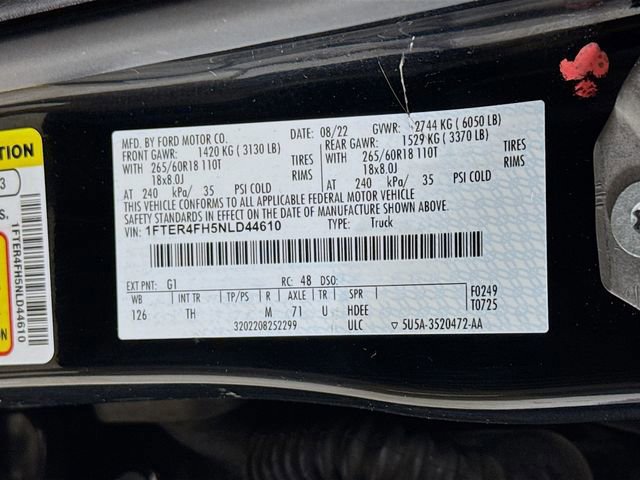 MFD. BY FORD MOTOR CO. DATE: 08/22 GVWR: 2744 KG ( 6050 LB)
FRONT GAWR: 1420 KG ( 3130 LB) REAR GAWR: 1529 KG ( 3370 LB)
WITH 265/60R18 110T TIRES WITH 265/60R18 110T TIRES
18x8.0J RIMS 18x8.0J RIMS
AT 240 kPa/ 35 PSI COLD AT 240 kPa/ 35 PSI COLD
THIS VEHICLE CONFORMS TO ALL APPLICABLE FEDERAL MOTOR VEHICLE
SAFETY STANDARDS IN EFFECT ON THE DATE OF MANUFACTURE SHOWN ABOVE.
VIN: 1FTER4FH5NLD44610 TYPE: Truck
EXT PNT: G1 RC: 48 DSO:
WB INT TR TP/PS R AXLE TR SPR F0249
126 TH M 71 U HDEE T0725
3202208252299 ULC ▽ 5U5A-3520472-AA
TION
3
S.
1FTER4FH5NLD44610